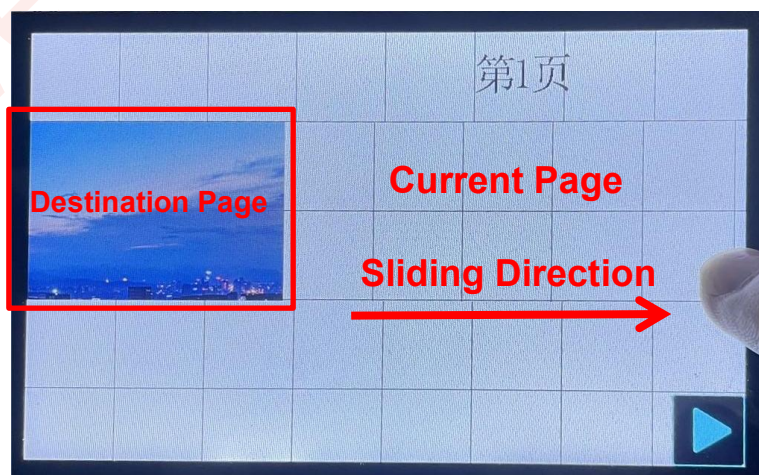 第1页
Destination Page
Current Page
Sliding Direction